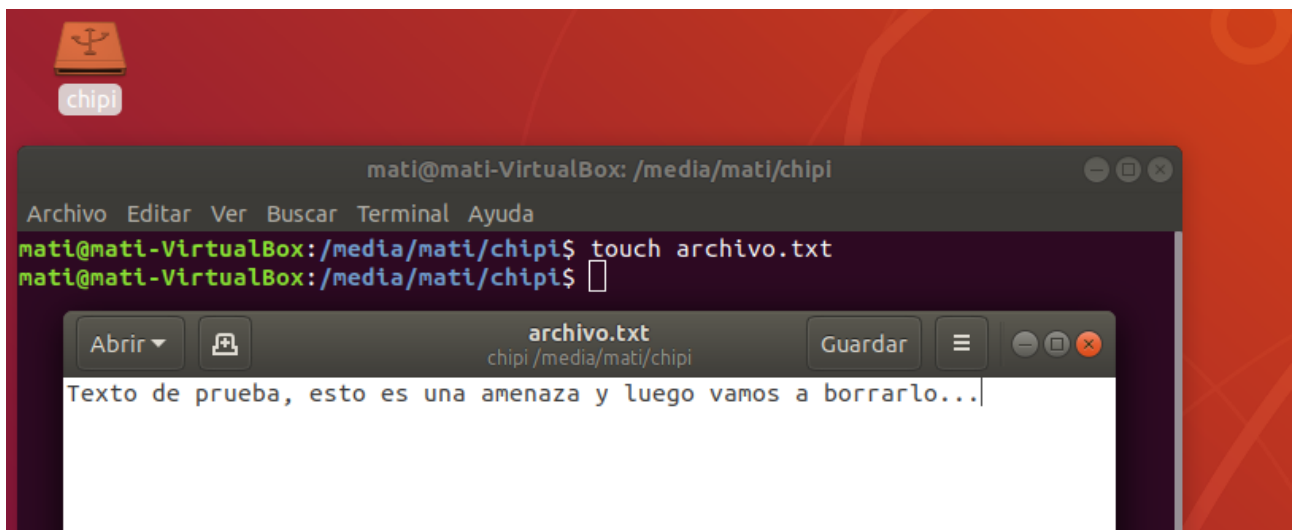 chipi
mati@mati-VirtualBox: /media/mati/chipi
Archivo Editar Ver Buscar Terminal Ayuda
mati@mati-VirtualBox:/media/mati/chipi$ touch archivo.txt
mati@mati-VirtualBox:/media/mati/chipi$
Abrir archivo.txt Guardar
chipi /media/mati/chipi
Texto de prueba, esto es una amenaza y luego vamos a borrarlo...